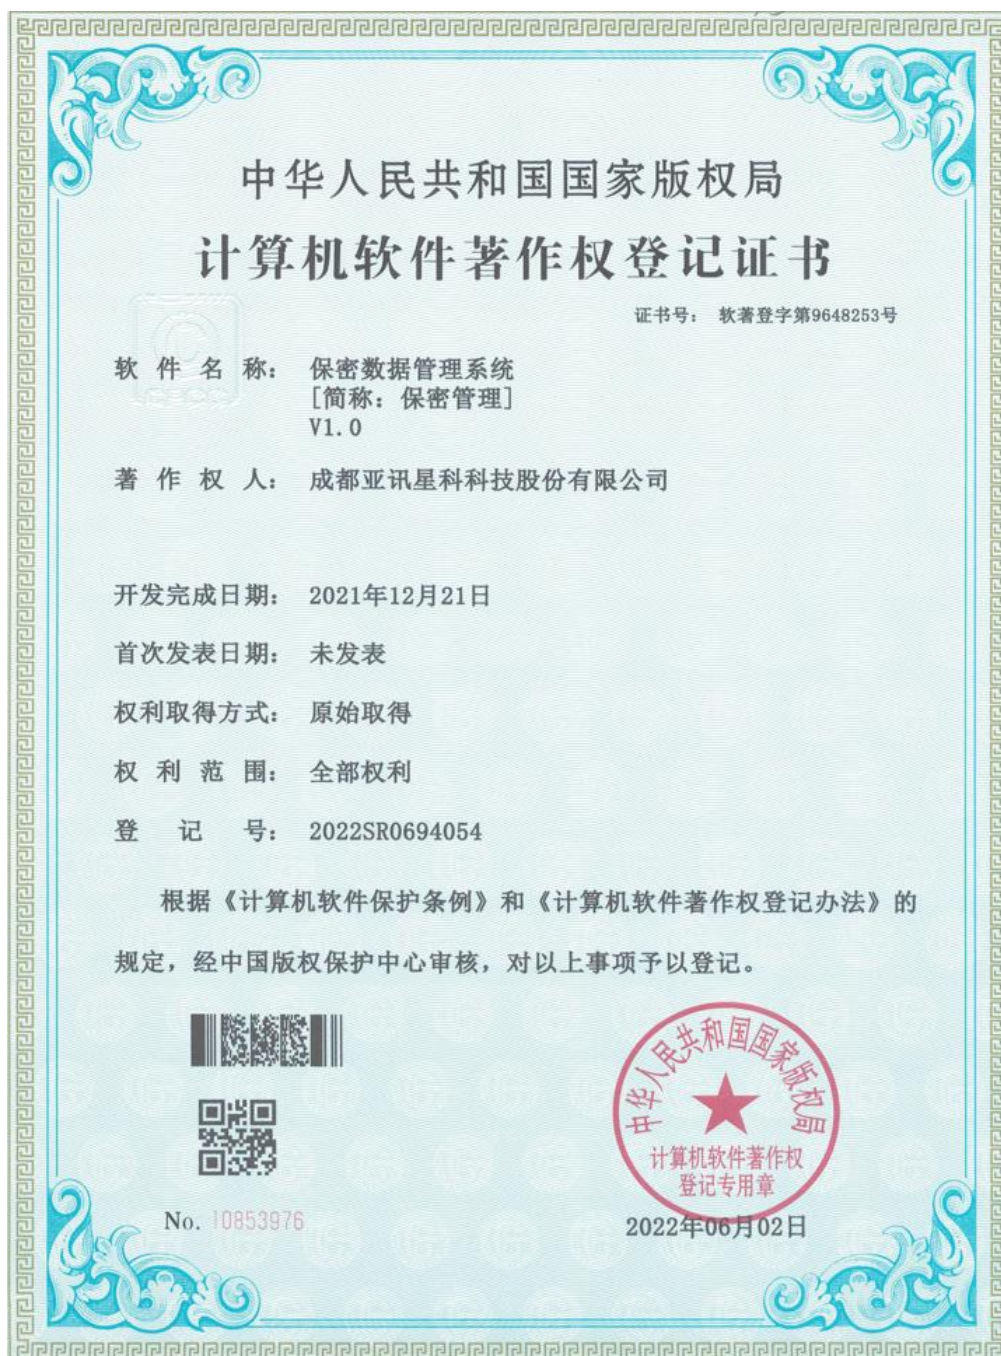 中华人民共和国国家版权局
计算机软件著作权登记证书
证书号： 软著登字第9648253号
软件名称： 保密数据管理系统
[简称：保密管理]
V1.0
著作权人： 成都亚讯星科科技股份有限公司
开发完成日期： 2021年12月21日
首次发表日期： 未发表
权利取得方式： 原始取得
权利范围： 全部权利
登记号： 2022SR0694054
根据《计算机软件保护条例》和《计算机软件著作权登记办法》的
规定，经中国版权保护中心审核，对以上事项予以登记。
中华人民共和国国家版权局
计算机软件著作权
登记专用章
No. 10853976
2022年06月02日